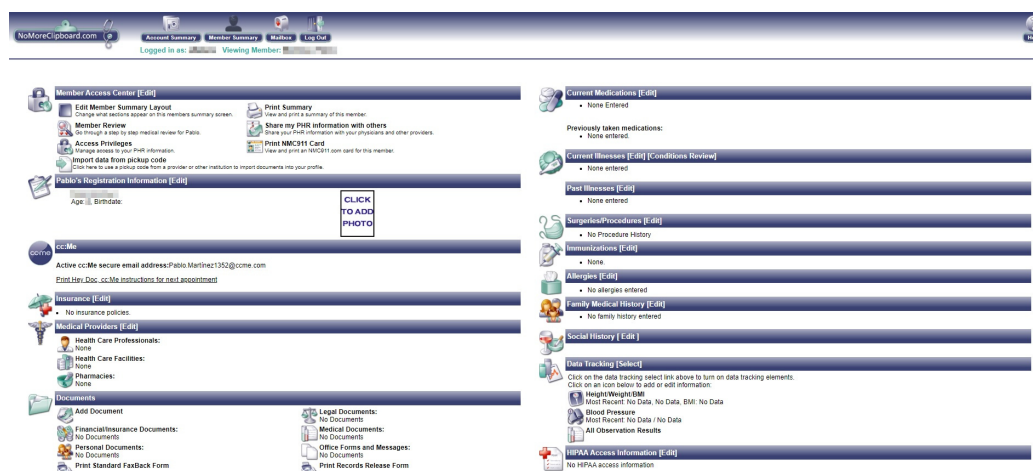 NoMoreClipboard.com
Account Summary Member Summary Mailbox Log Out
Logged in as: Viewing Member:
Member Access Center [Edit]
Edit Member Summary Layout
Change what sections appear on this members summary screen.
Print Summary
View and print a summary of this member.
Member Review
Go through a step by step medical review for Pablo.
Share my PHR information with others
Share your PHR information with your physicians and other providers.
Access Privileges
Manage access to your PHR information.
Print NMC911 Card
View and print an NMC911.com card for this member.
Import data from pickup code
Click here to use a pickup code from a provider or other institution to import documents into your profile.
Pablo's Registration Information [Edit]
Age: Birthdate:
CLICK
TO ADD
PHOTO
cc:Me
ccme
Active cc:Me secure email address:Pablo.Martinez1352@ccme.com
Print Hey Doc, cc:Me instructions for next appointment
Insurance [Edit]
No insurance policies.
Medical Providers [Edit]
Health Care Professionals:
None
Health Care Facilities:
None
Pharmacies:
None
Documents
Add Document
Legal Documents:
No Documents
Financial/Insurance Documents:
No Documents
Medical Documents:
No Documents
Personal Documents:
No Documents
Office Forms and Messages:
No Documents
Print Standard FaxBack Form
Print Records Release Form
Current Medications [Edit]
None Entered
Previously taken medications:
None entered.
Current Illnesses [Edit] [Conditions Review]
None entered
Past Illnesses [Edit]
None entered
Surgeries/Procedures [Edit]
No Procedure History
Immunizations [Edit]
None.
Allergies [Edit]
No allergies entered
Family Medical History [Edit]
No family history entered
Social History [ Edit ]
Data Tracking [Select]
Click on the data tracking select link above to turn on data tracking elements.
Click on an icon below to add or edit information:
Height/Weight/BMI
Most Recent: No Data, No Data, BMI: No Data
Blood Pressure
Most Recent: No Data / No Data
All Observation Results
HIPAA Access Information [Edit]
No HIPAA access information